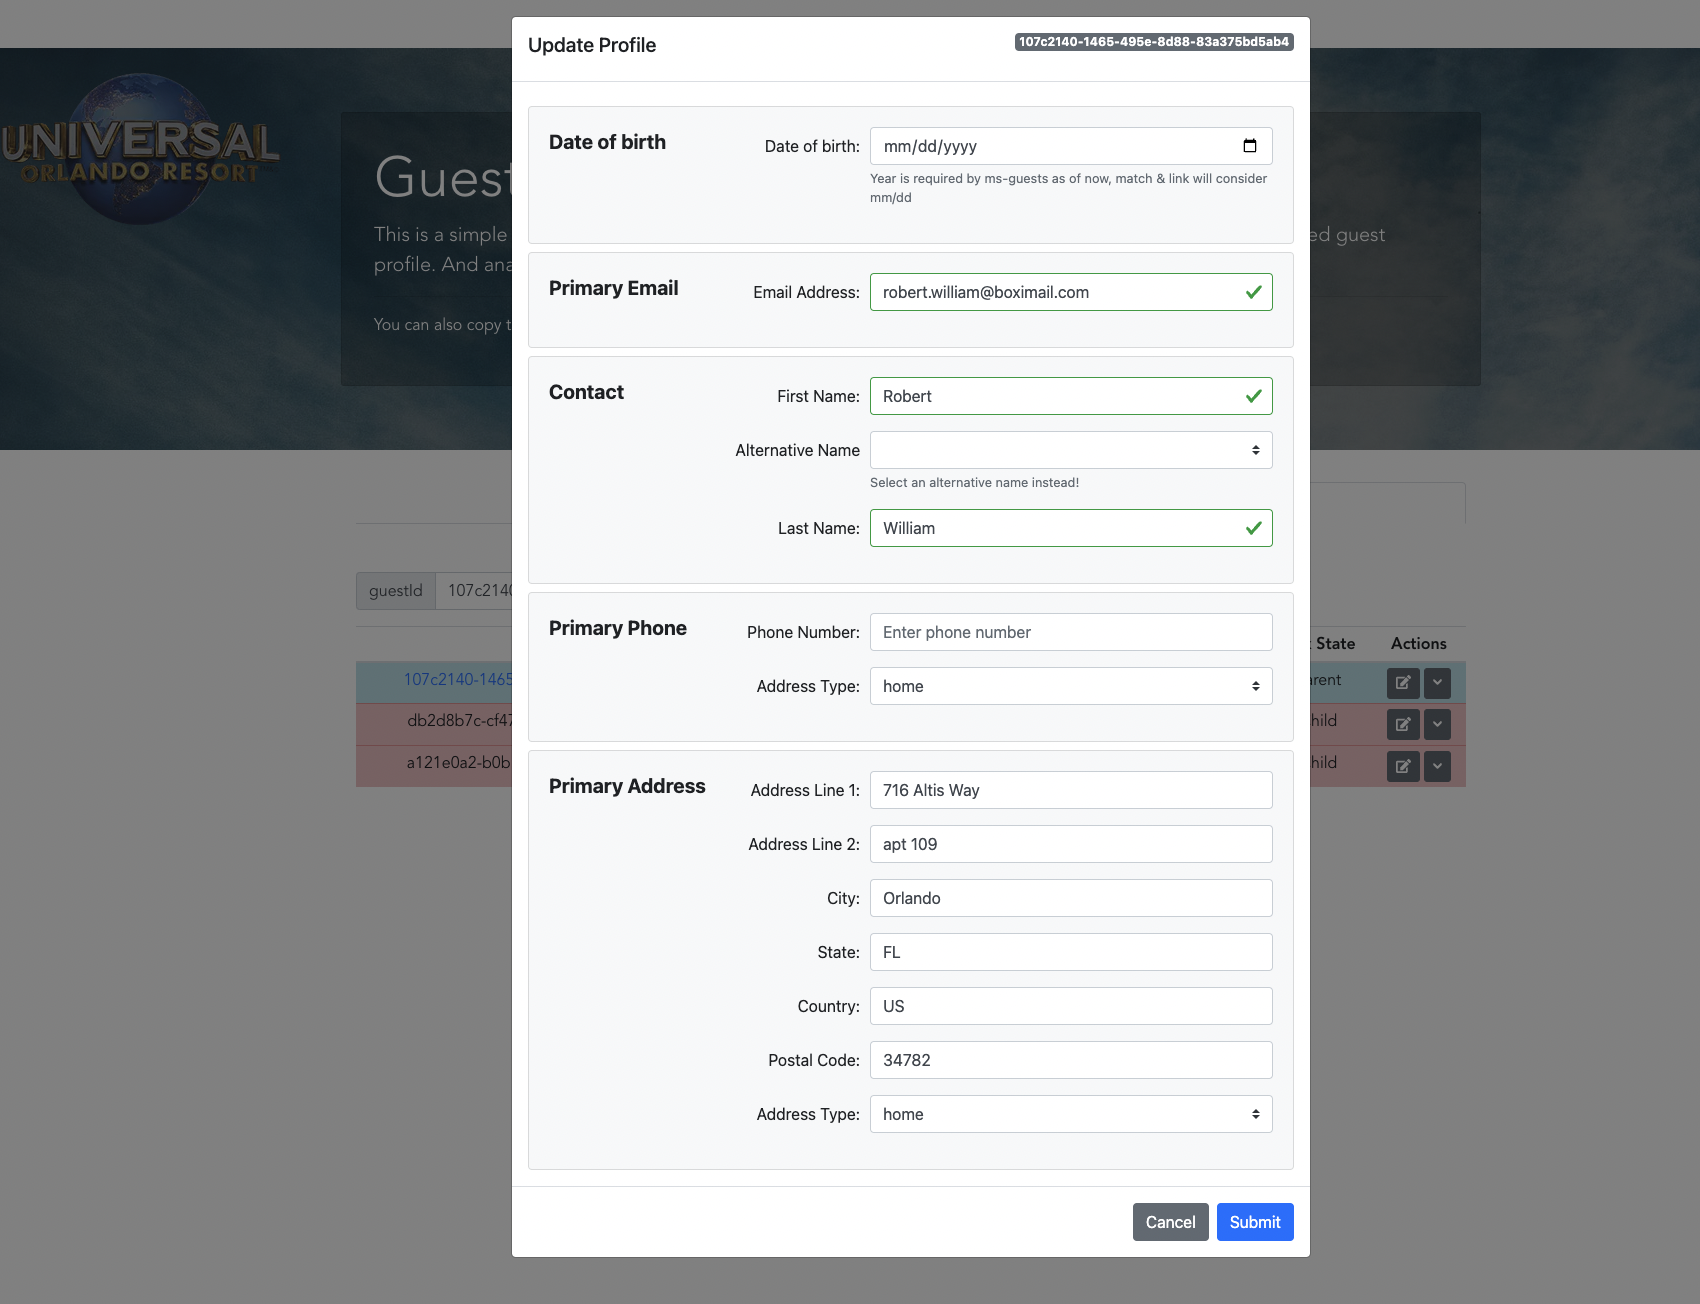 Update Profile
107c2140-1465-495e-8d88-83a375bd5ab4
UNIVERSAL
ORLANDO RESORT
Guest
This is a simple
ed guest
profile. And
You can also copy
Date of birth
Date of birth:
mm/dd/yyyy
Year is required by ms-guests as of now, match & link will consider
mm/dd
Primary Email
Email Address:
robert.william@boximail.com
Contact
First Name:
Robert
Alternative Name
Select an alternative name instead!
Last Name:
William
Primary Phone
Phone Number:
Enter phone number
Address Type:
home
Primary Address
Address Line 1:
716 Altis Way
Address Line 2:
apt 109
City:
Orlando
State:
FL
Country:
US
Postal Code:
34782
Address Type:
home
Cancel
Submit
guestId
107c2140
State
Actions
107c2140-1465
arent
db2d8b7c-cf47
hild
a121e0a2-b0b
hild